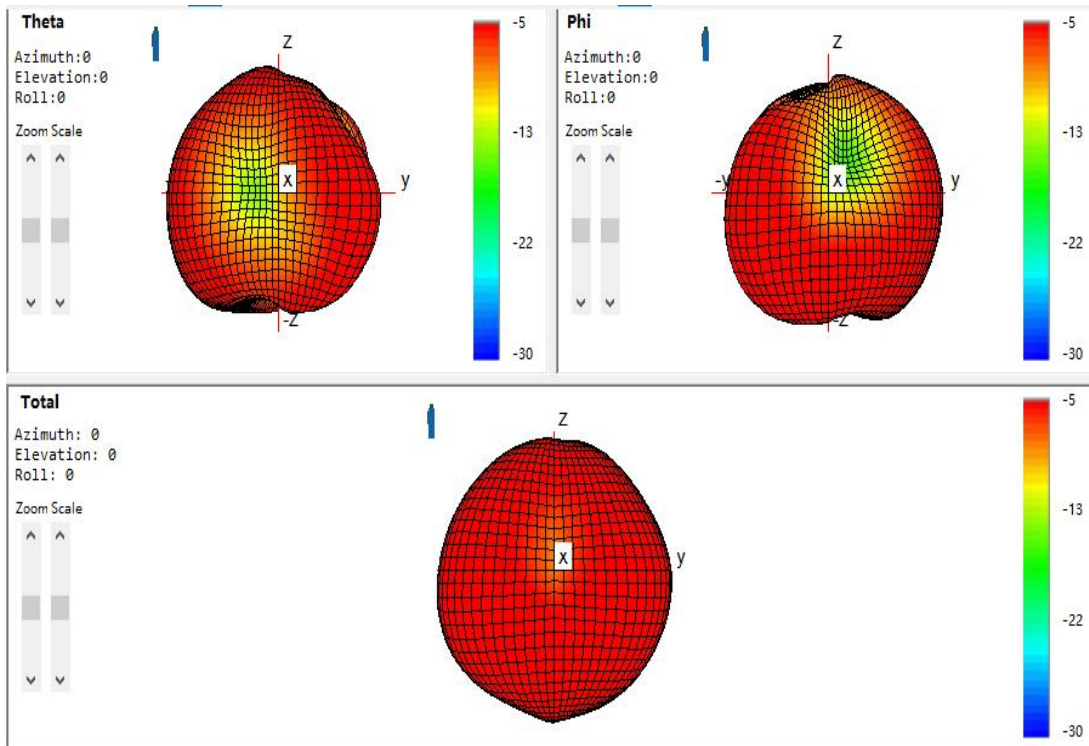 Theta
Azimuth:0
Elevation:0
Roll:0
Zoom Scale
Z
X
y
-Z
-5
-13
-22
-30
Phi
Azimuth:0
Elevation:0
Roll:0
Zoom Scale
Z
-y
X
y
-Z
-5
-13
-22
-30
Total
Azimuth: 0
Elevation: 0
Roll: 0
Zoom Scale
Z
X
y
-5
-13
-22
-30